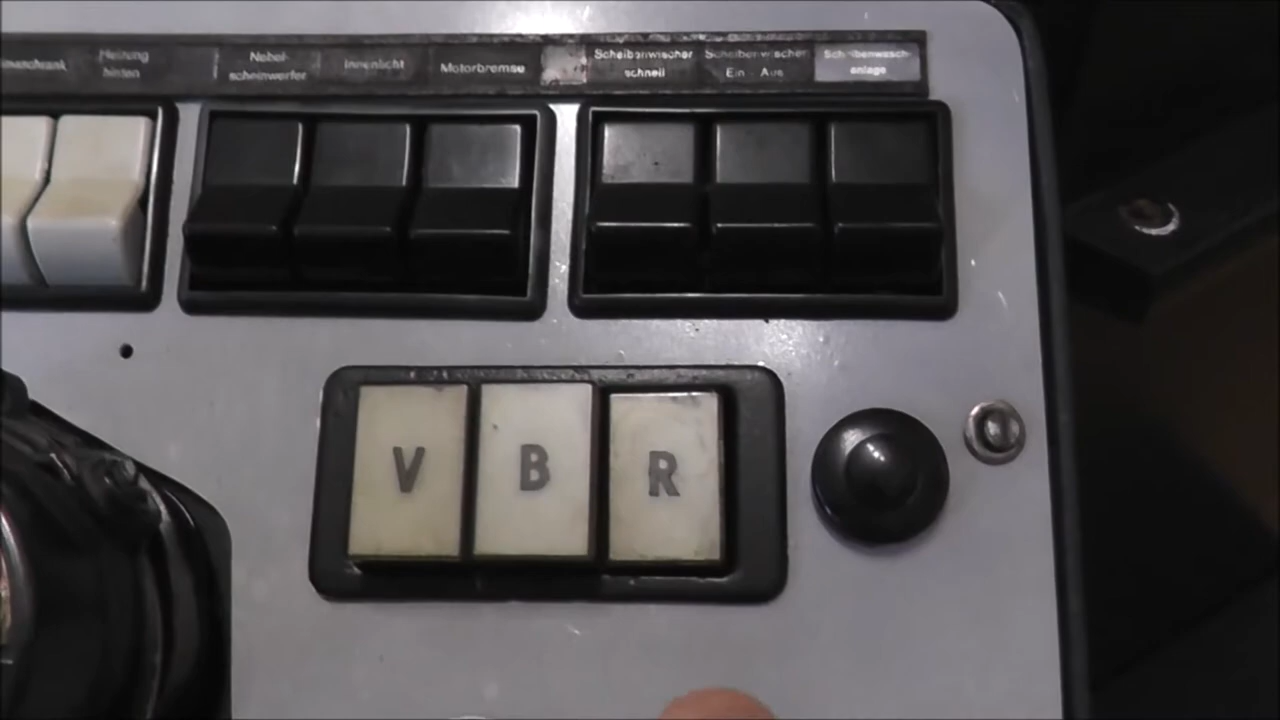 Heizung
hinten
Nebel-
scheinwerfer
Innenlicht
Motorbremse
Scheibenwischer
schnell
Scheibenwischer
Ein - Aus
Scheibenwasch-
anlage
V B R